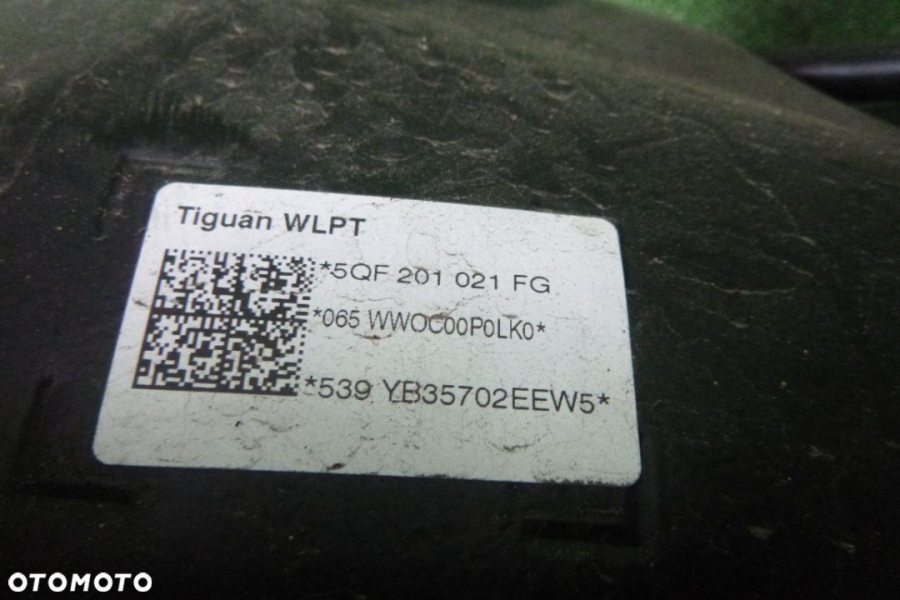 Tiguan WLPT
*5QF 201 021 FG
*065 WWOC00P0LK0*
*539 YB35702EEW5*
OTOMOTO